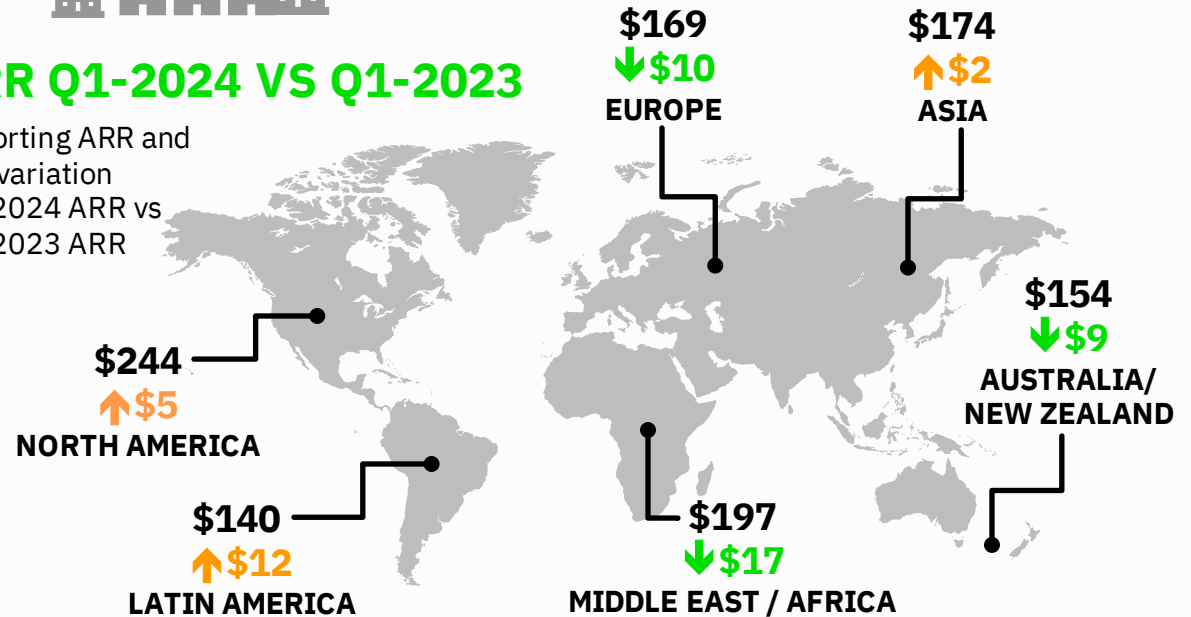 R Q1-2024 VS Q1-2023
orting ARR and
variation
2024 ARR vs
2023 ARR
$169
$10
EUROPE
$174
$2
ASIA
$154
$9
AUSTRALIA/
NEW ZEALAND
$244
$5
NORTH AMERICA
$140
$12
LATIN AMERICA
$197
$17
MIDDLE EAST / AFRICA